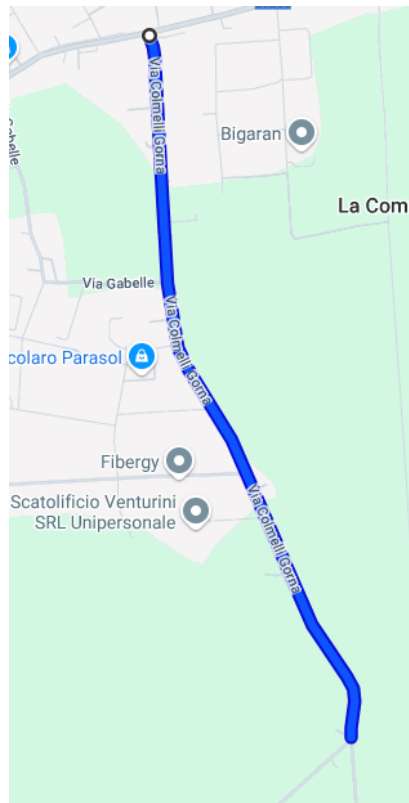 Via Colmelli Gorna
Bigaran
La Com
Via Gabelle
Via Colmelli Gorna
colaro Parasol
Fibergy
Scatolificio Venturini
SRL Unipersonale
Via Colmelli Gorna